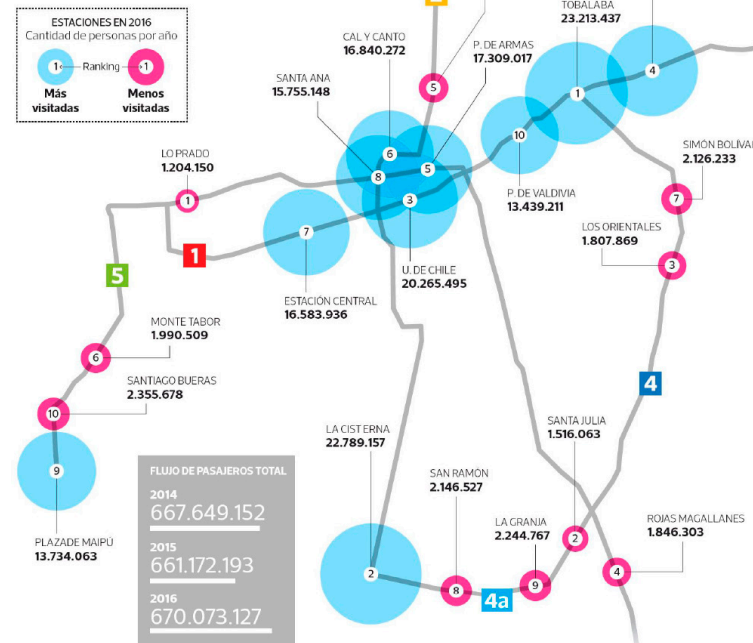 ESTACIONES EN 2016
Cantidad de personas por año
1
Ranking
1
Más
visitadas
Menos
visitadas
2
TOBALABA
23.213.437
CAL Y CANTO
16.840.272
P. DE ARMAS
17.309.017
SANTA ANA
15.755.148
5
4
1
6
10
LO PRADO
1.204.150
8
5
SIMÓN BOLÍVAR
2.126.233
P. DE VALDIVIA
13.439.211
1
3
7
7
LOS ORIENTALES
1.807.869
1
U. DE CHILE
20.265.495
3
5
ESTACIÓN CENTRAL
16.583.936
MONTE TABOR
1.990.509
6
SANTIAGO BUERAS
2.355.678
4
10
LA CIST ERNA
22.789.157
SANTA JULIA
1.516.063
9
FLUJO DE PASAJEROS TOTAL
2014
667.649.152
2015
661.172.193
2016
670.073.127
SAN RAMÓN
2.146.527
LA GRANJA
2.244.767
ROJAS MAGALLANES
1.846.303
PLAZADE MAIPÚ
13.734.063
2
2
4
8
4a
9